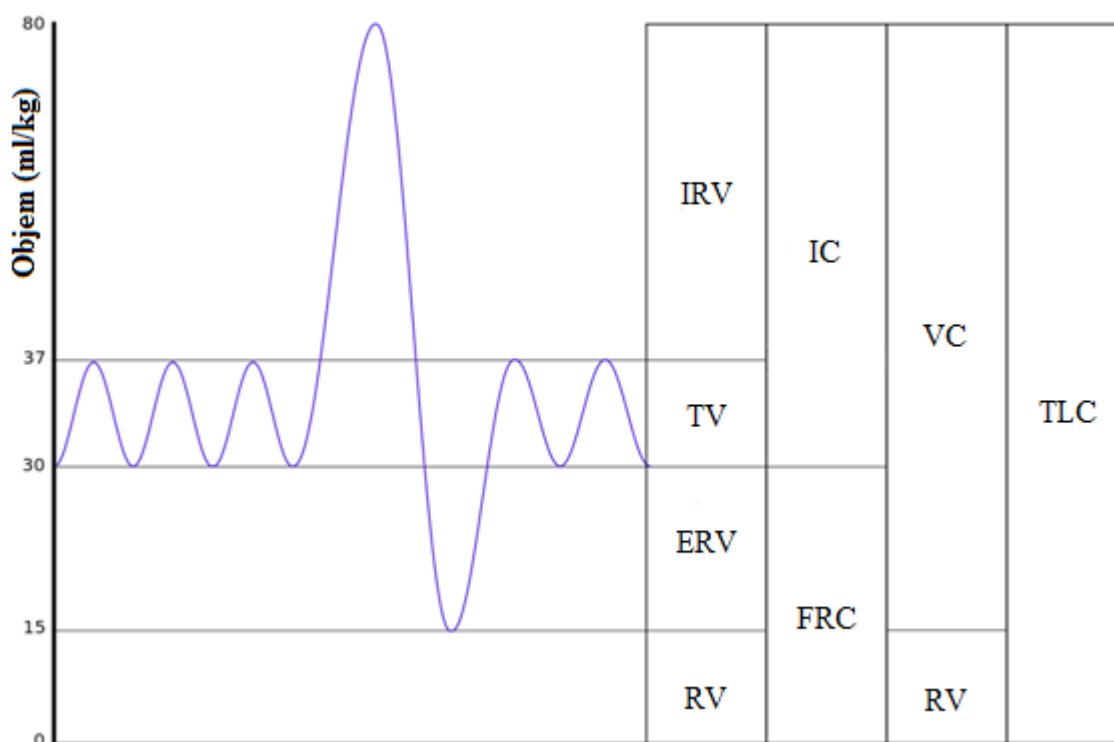 80
Objem (ml/kg)
37
30
15
0
IRV
IC
VC
TV
TLC
ERV
FRC
RV
RV